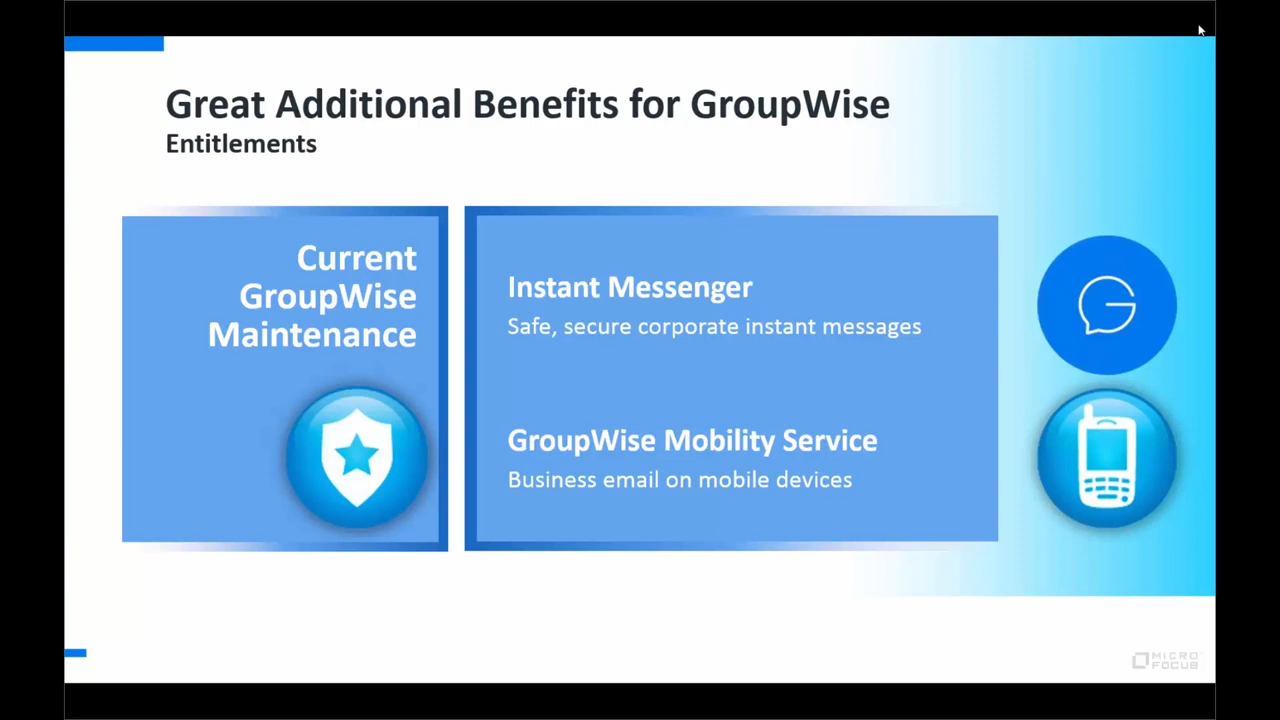 Great Additional Benefits for GroupWise
Entitlements
Current
GroupWise
Maintenance
Instant Messenger
Safe, secure corporate instant messages
GroupWise Mobility Service
Business email on mobile devices
MICRO
FOCUS